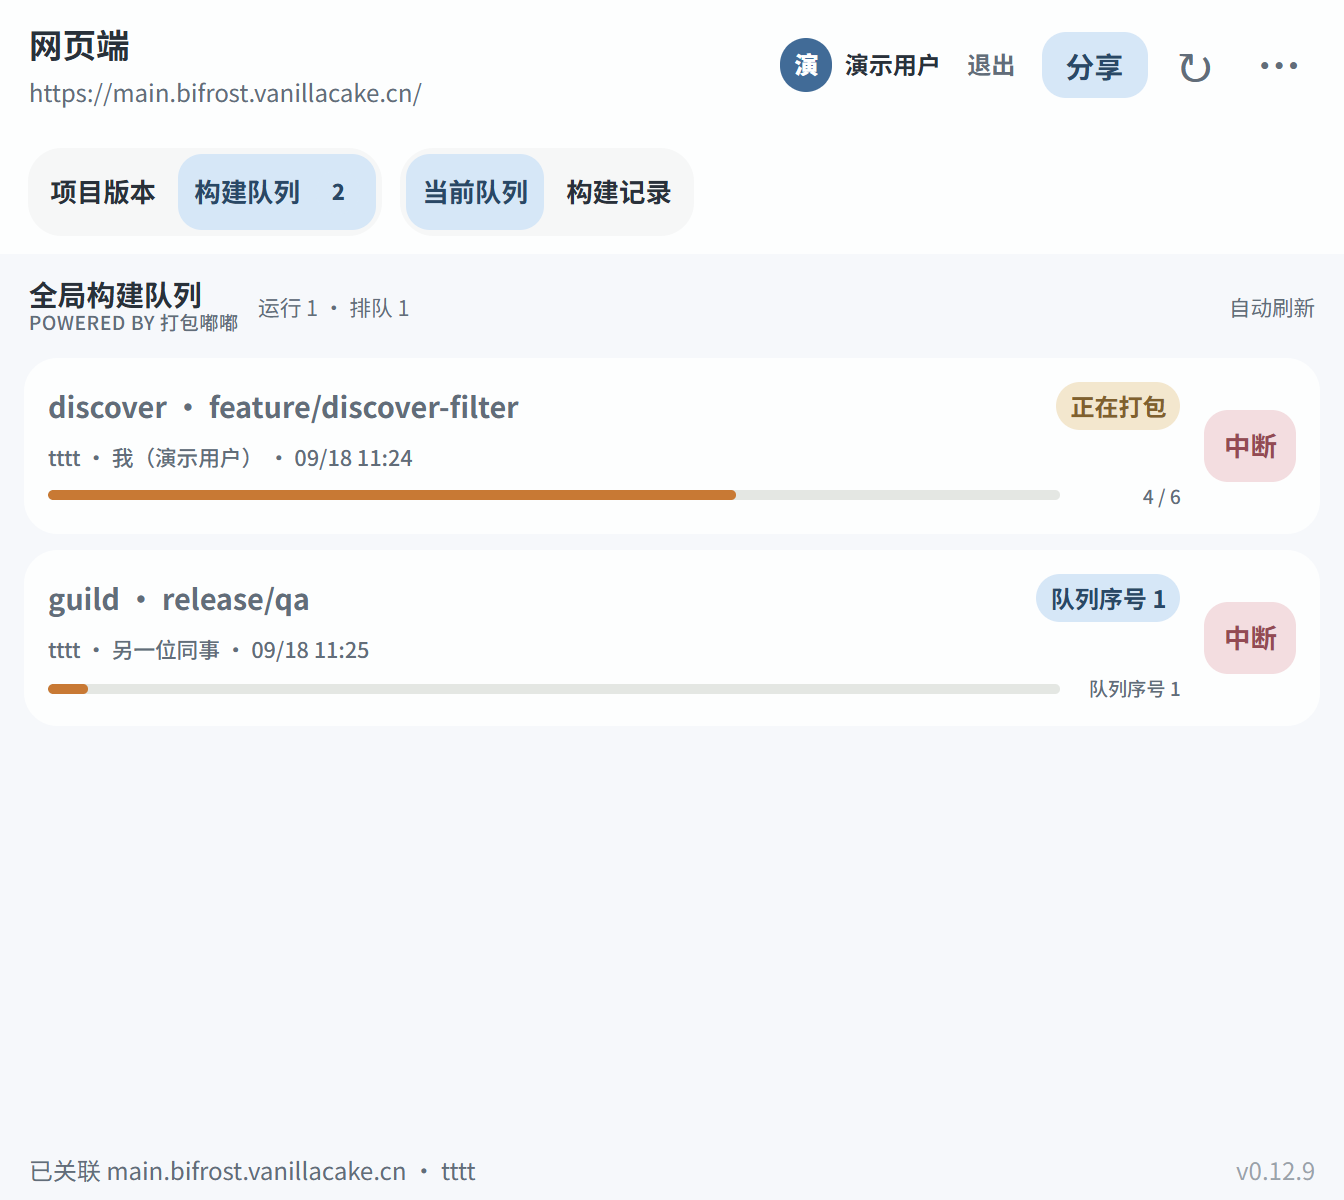 网页端
https://main.bifrost.vanillacake.cn/
演 演示用户 退出 分享 ↻ •••
项目版本 构建队列 2 当前队列 构建记录
全局构建队列
POWERED BY 打包嘟嘟
运行 1 · 排队 1
自动刷新
discover · feature/discover-filter
正在打包
tttt · 我（演示用户） · 09/18 11:24
4 / 6
中断
guild · release/qa
队列序号 1
tttt · 另一位同事 · 09/18 11:25
队列序号 1
中断
已关联 main.bifrost.vanillacake.cn · tttt
v0.12.9